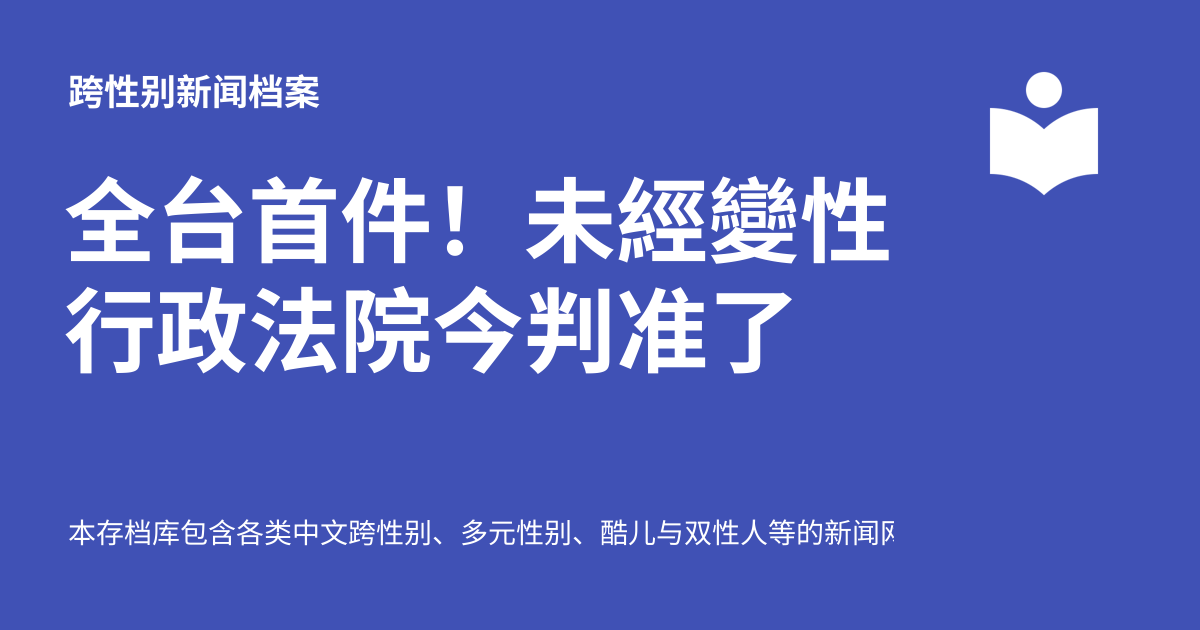 跨性别新闻档案
全台首件！未經變性
行政法院今判准了
本存档库包含各类中文跨性别、多元性别、酷儿与双性人等的新闻